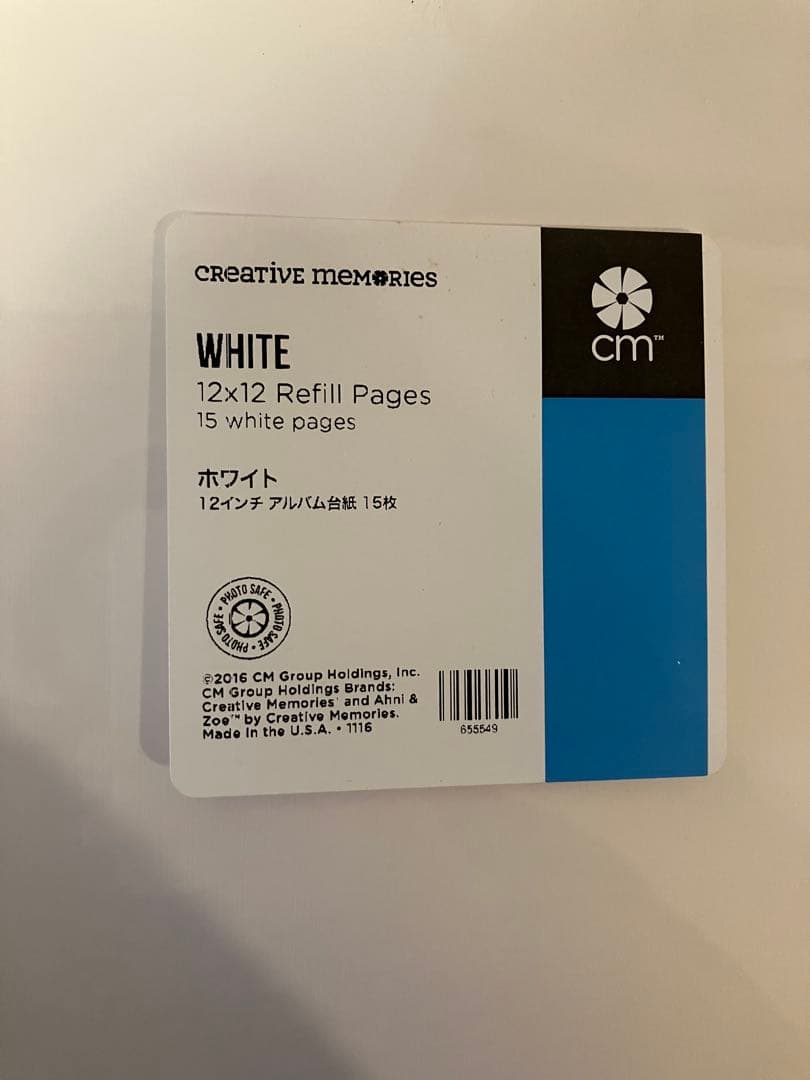 CREATIVE MEMORIES
cm™
WHITE
12x12 Refill Pages
15 white pages
ホワイト
12インチ アルバム台紙 15枚
PHOTO SAFE • PHOTO SAFE • PHOTO SAFE •
©2016 CM Group Holdings, Inc.
CM Group Holdings Brands:
Creative Memories' and Ahni &
Zoe™ by Creative Memories.
Made in the U.S.A. • 1116
655549